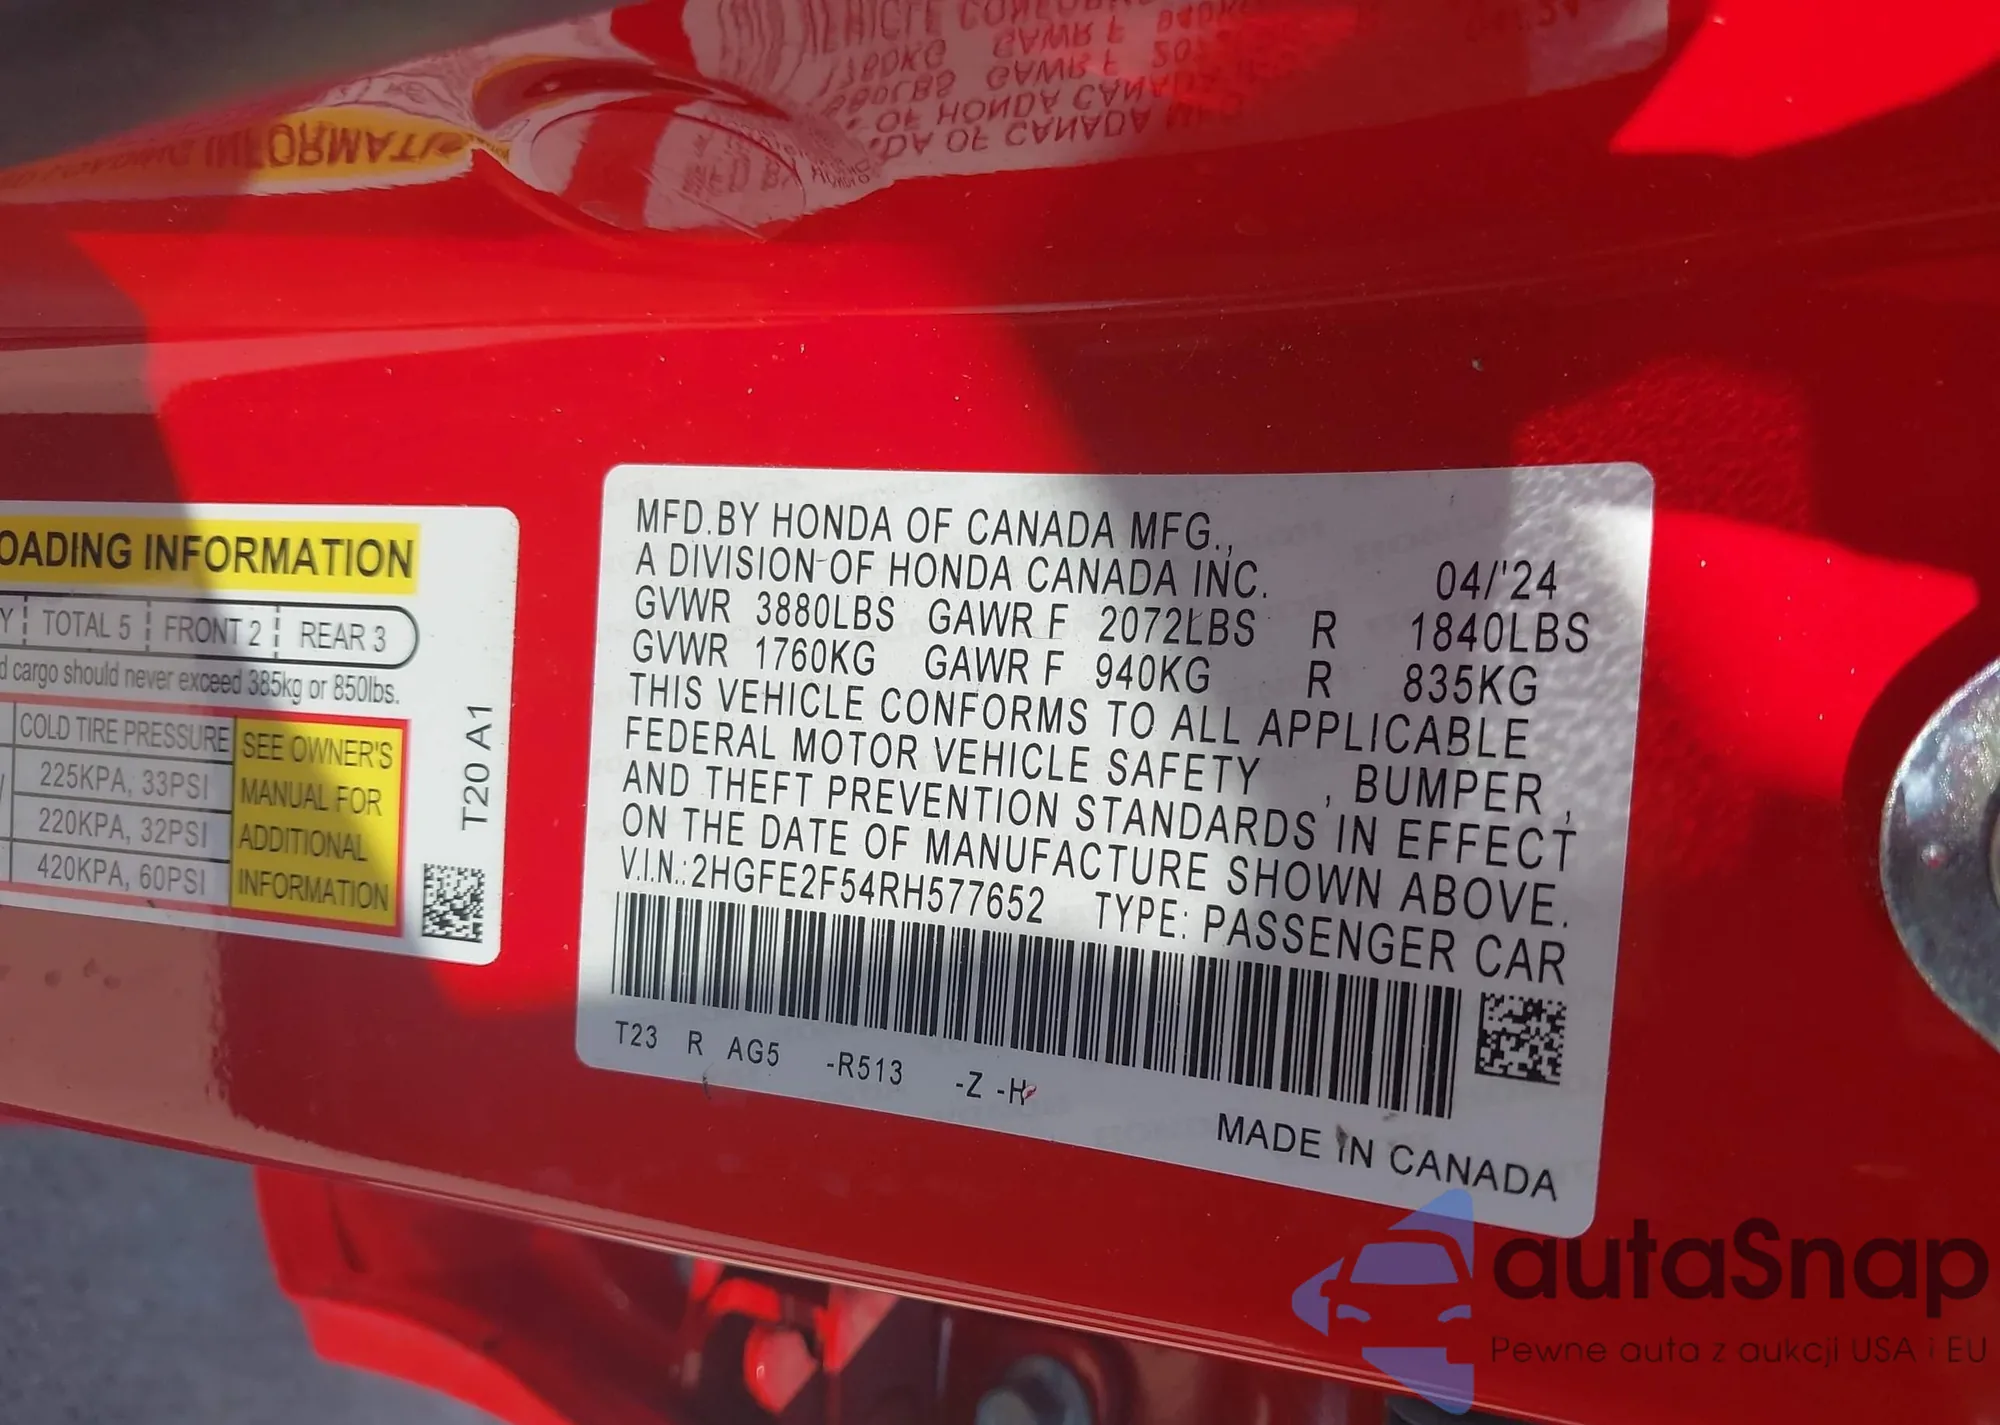 OADING INFORMATION
Y TOTAL 5 FRONT 2 REAR 3
d cargo should never exceed 385kg or 850lbs.
COLD TIRE PRESSURE
225KPA, 33PSI
220KPA, 32PSI
420KPA, 60PSI
SEE OWNER'S
MANUAL FOR
ADDITIONAL
INFORMATION
T20 A1
MFD.BY HONDA OF CANADA MFG.,
A DIVISION OF HONDA CANADA INC. 04/'24
GVWR 3880LBS GAWR F 2072LBS R 1840LBS
GVWR 1760KG GAWR F 940KG R 835KG
THIS VEHICLE CONFORMS TO ALL APPLICABLE
FEDERAL MOTOR VEHICLE SAFETY , BUMPER ,
AND THEFT PREVENTION STANDARDS IN EFFECT
ON THE DATE OF MANUFACTURE SHOWN ABOVE.
V.I.N.:2HGFE2F54RH577652 TYPE: PASSENGER CAR
T23 R AG5 -R513 -Z -H
MADE IN CANADA
autaSnap
Pewne auta z aukcji USA i EU